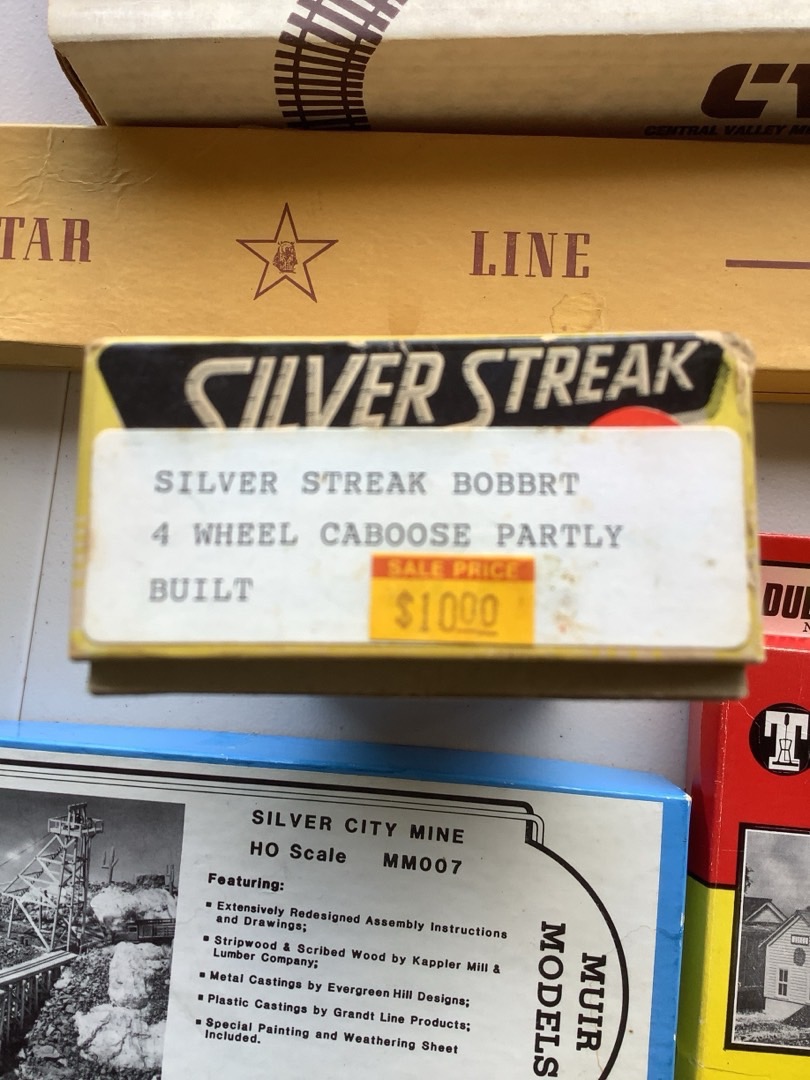 CENTRAL VALLEY
TAR LINE
SILVER STREAK
SILVER STREAK BOBBRT
4 WHEEL CABOOSE PARTLY
BUILT
SALE PRICE
$10.00
SILVER CITY MINE
HO Scale MM007
Featuring:
▪ Extensively Redesigned Assembly Instructions
and Drawings;
▪ Stripwood & Scribed Wood by Kappler Mill &
Lumber Company;
▪ Metal Castings by Evergreen Hill Designs;
▪ Plastic Castings by Grandt Line Products;
▪ Special Painting and Weathering Sheet
Included.
MUIR
MODELS
T